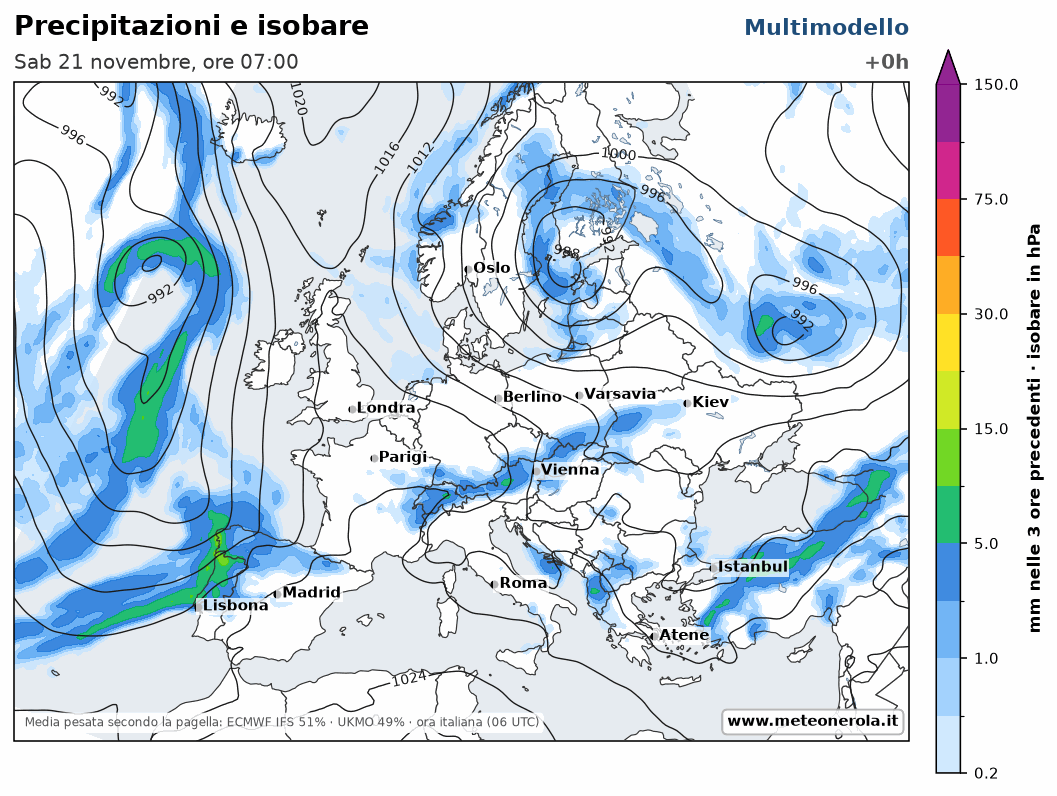 Precipitazioni e isobare
Multimodello
Sab 21 novembre, ore 07:00
+0h
992
1020
996
1016
1012
1000
996
992
988
992
996
992
Oslo
Berlino
Varsavia
Kiev
Londra
Parigi
Vienna
Istanbul
Roma
Madrid
Lisbona
Atene
1024
Media pesata secondo la pagella: ECMWF IFS 51% · UKMO 49% · ora italiana (06 UTC)
www.meteonerola.it
150.0
75.0
30.0
15.0
5.0
1.0
0.2
mm nelle 3 ore precedenti · isobare in hPa